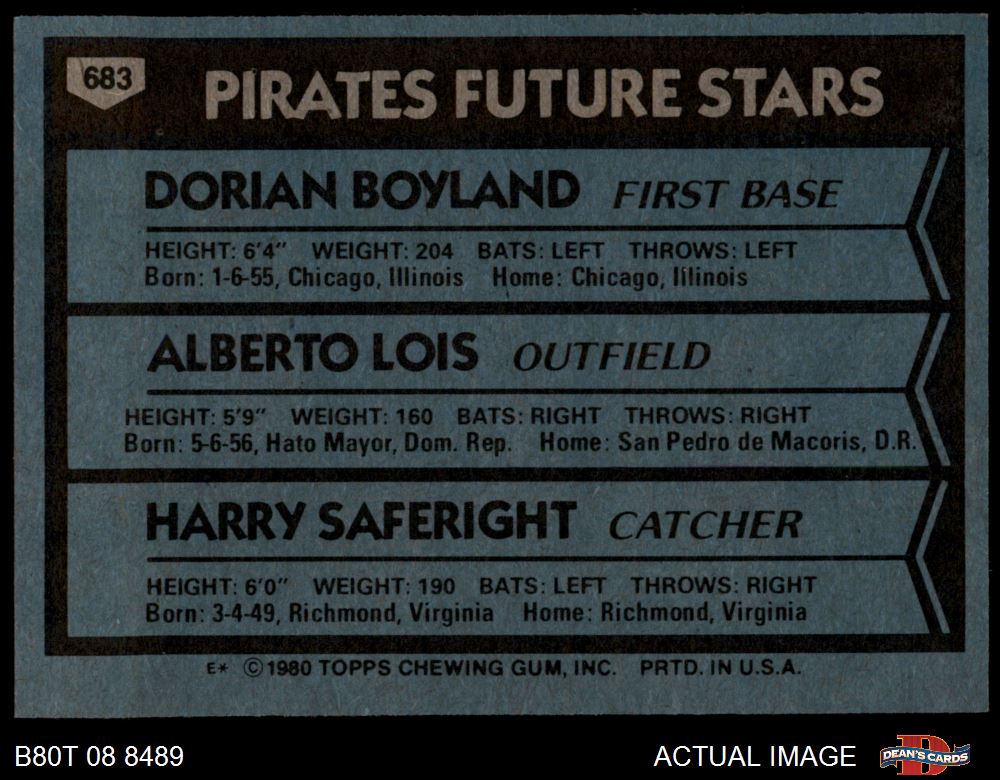 683
PIRATES FUTURE STARS
DORIAN BOYLAND FIRST BASE
HEIGHT: 6'4" WEIGHT: 204 BATS: LEFT THROWS: LEFT
Born: 1-6-55, Chicago, Illinois Home: Chicago, Illinois
ALBERTO LOIS OUTFIELD
HEIGHT: 5'9" WEIGHT: 160 BATS: RIGHT THROWS: RIGHT
Born: 5-6-56, Hato Mayor, Dom. Rep. Home: San Pedro de Macoris, D.R.
HARRY SAFERIGHT CATCHER
HEIGHT: 6'0" WEIGHT: 190 BATS: LEFT THROWS: RIGHT
Born: 3-4-49, Richmond, Virginia Home: Richmond, Virginia
E* ©1980 TOPPS CHEWING GUM, INC. PRTD. IN U.S.A.
B80T 08 8489 ACTUAL IMAGE D DEAN'S CARDS